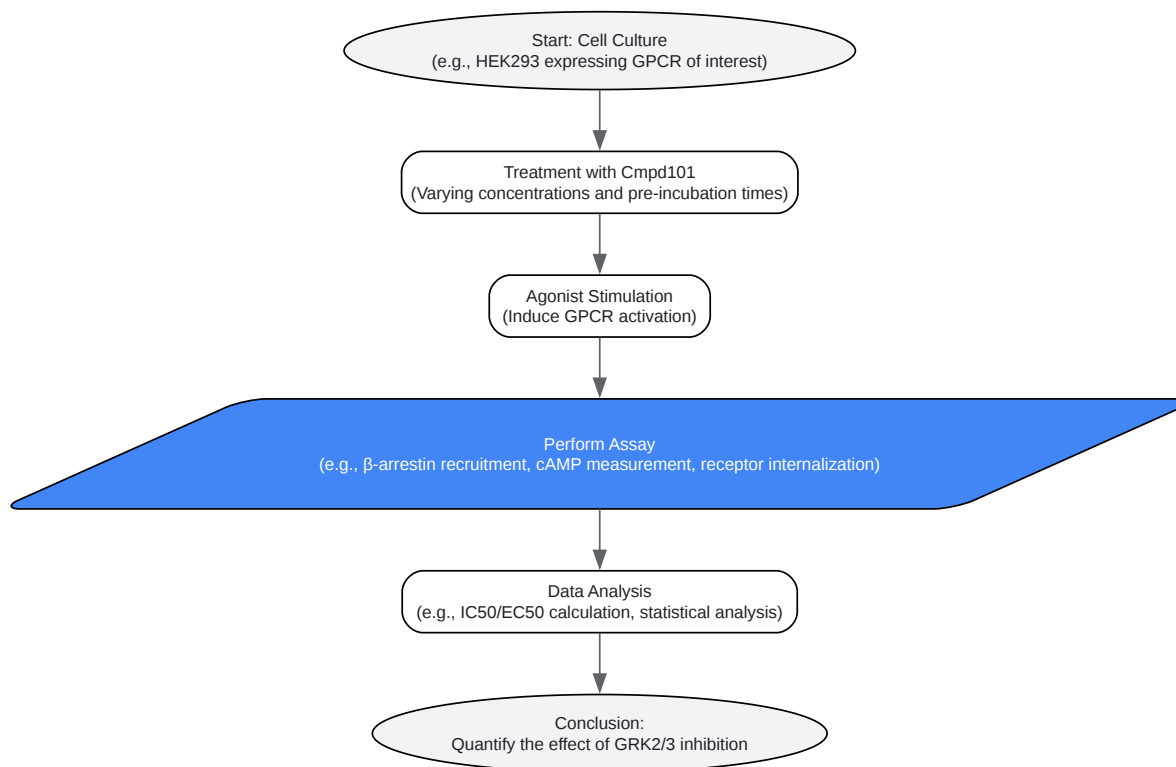 Start: Cell Culture
(e.g., HEK293 expressing GPCR of interest)
Treatment with Cmpd101
(Varying concentrations and pre-incubation times)
Agonist Stimulation
(Induce GPCR activation)
Perform Assay
(e.g., β-arrestin recruitment, cAMP measurement, receptor internalization)
Data Analysis
(e.g., IC50/EC50 calculation, statistical analysis)
Conclusion:
Quantify the effect of GRK2/3 inhibition